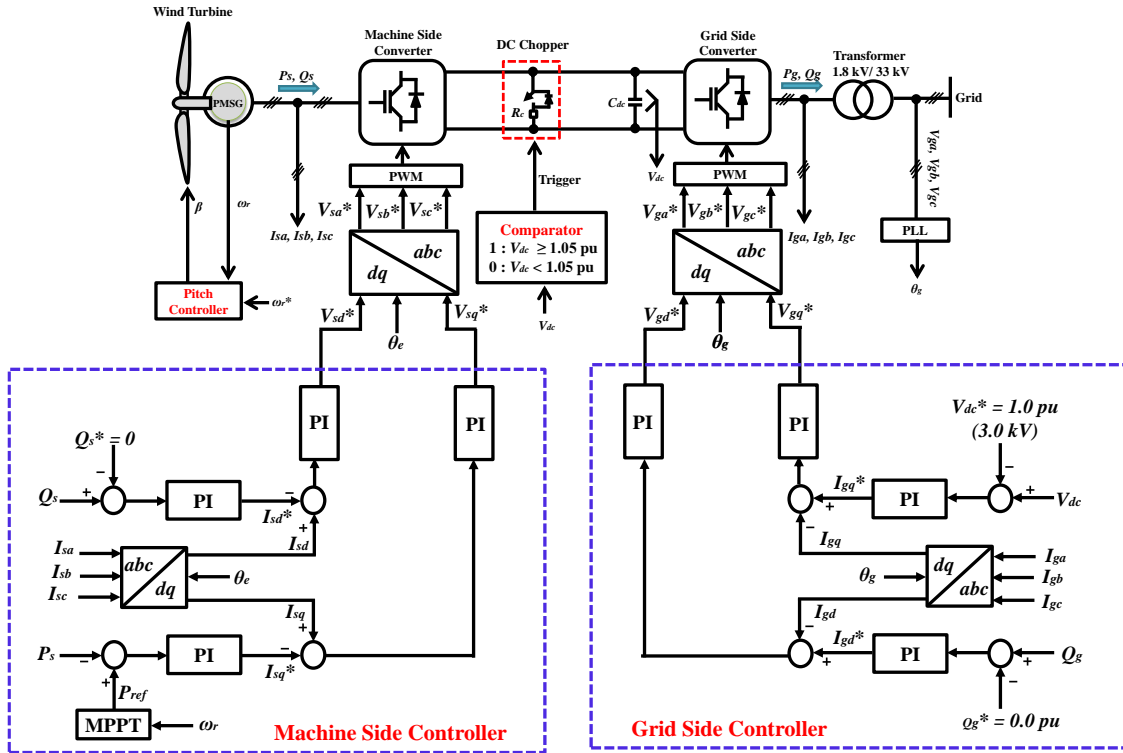 Wind Turbine
Machine Side
Converter
DC Chopper
Grid Side
Converter
Transformer
1.8 kV/ 33 kV
Ps, Qs
Pg, Qg
PMSG
Rc
Cdc
Grid
Vga, Vgb, Vgc
Vdc
PWM
Trigger
PWM
β
ωr
Isa, Isb, Isc
Vsa*
Vsb*
Vsc*
Vga*
Vgb*
Vgc*
Iga, Igb, Igc
PLL
θg
Comparator
1 : Vdc ≥ 1.05 pu
0 : Vdc < 1.05 pu
abc
dq
abc
dq
Pitch
Controller
ωr*
Vsd*
Vsq*
θe
Vdc
Vgd*
Vgq*
θg
PI
PI
PI
PI
Qs* = 0
Vdc* = 1.0 pu
(3.0 kV)
−
−
Qs
+
PI
−
Isd*
+
Isd
Igq*
+
PI
+
Vdc
−
Igq
Isa
Isb
Isc
abc
dq
θe
θg
dq
abc
Iga
Igb
Igc
Isq
+
Igd
−
Ps
−
PI
−
Isq*
+
Pref
Igd*
+
PI
+
Qg
−
MPPT
ωr
Qg* = 0.0 pu
Machine Side Controller
Grid Side Controller